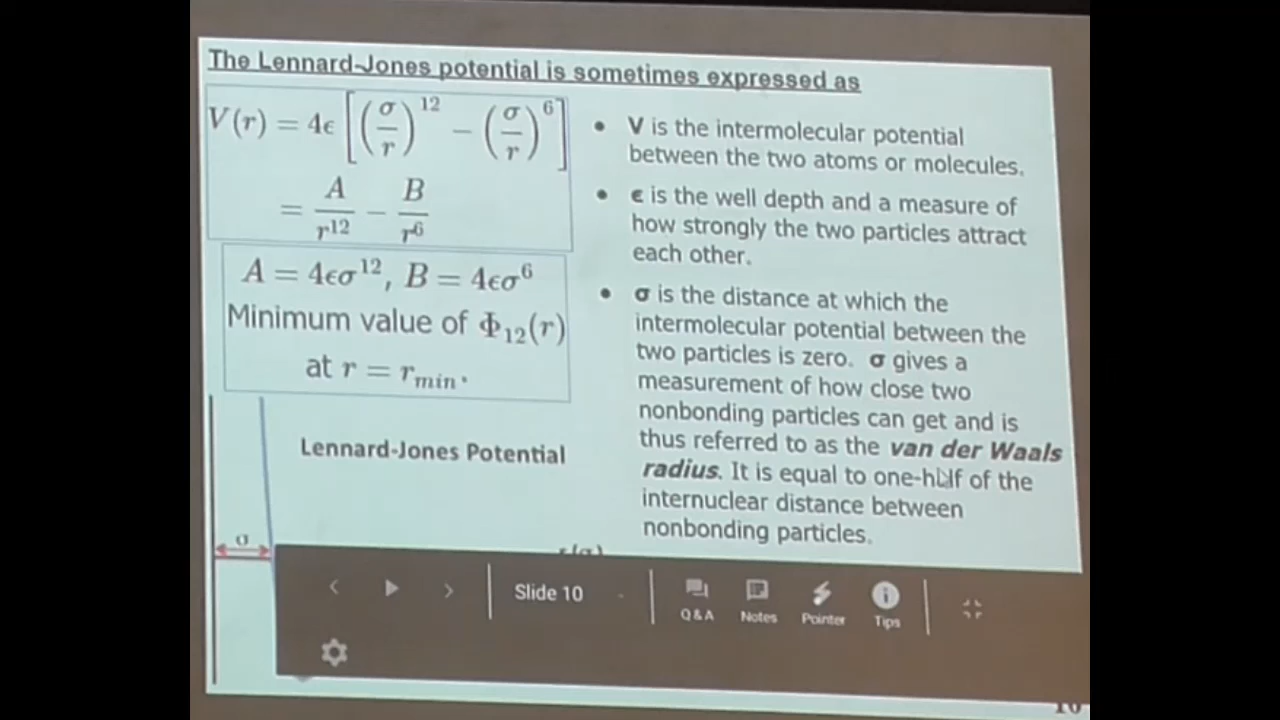 The Lennard-Jones potential is sometimes expressed as
V(r) = 4ϵ [(σ/r)^12 − (σ/r)^6]
= A/r^12 − B/r^6
A = 4ϵσ^12, B = 4ϵσ^6
Minimum value of Φ_12(r)
at r = r_min.
Lennard-Jones Potential
σ
• V is the intermolecular potential
between the two atoms or molecules.
• ϵ is the well depth and a measure of
how strongly the two particles attract
each other.
• σ is the distance at which the
intermolecular potential between the
two particles is zero. σ gives a
measurement of how close two
nonbonding particles can get and is
thus referred to as the van der Waals
radius. It is equal to one-half of the
internuclear distance between
nonbonding particles.
Slide 10
Q&A
Notes
Pointer
Tips
10